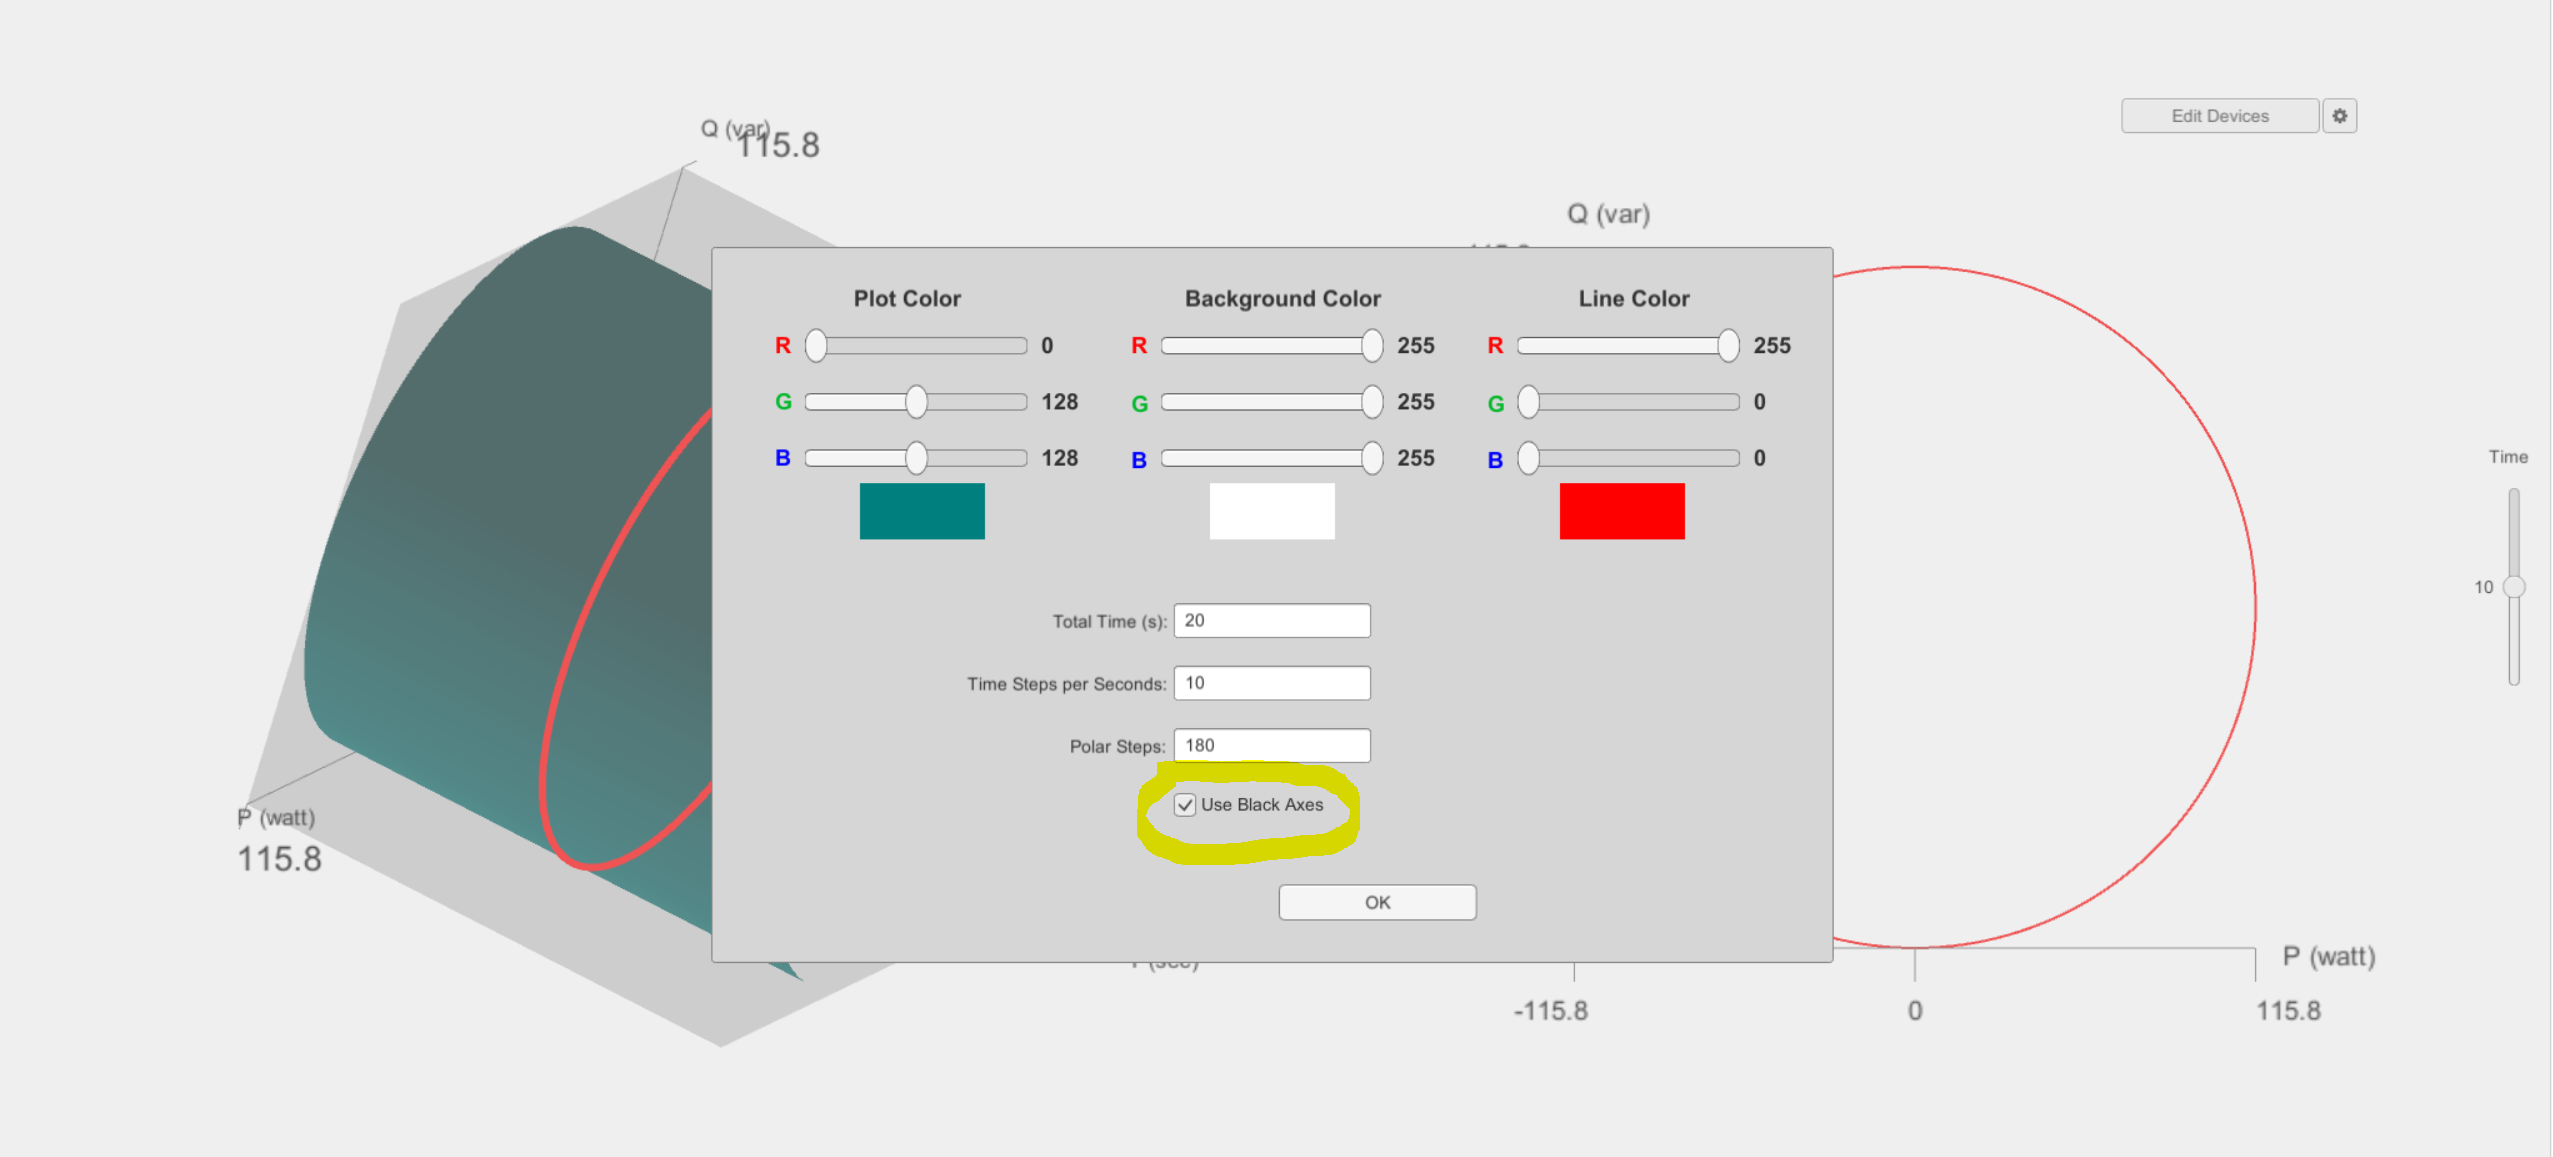 Q (var)
115.8
Edit Devices
Q (var)
Plot Color
Background Color
Line Color
R 0
R 255
R 255
G 128
G 255
G 0
B 128
B 255
B 0
Time
10
Total Time (s): 20
Time Steps per Seconds: 10
Polar Steps: 180
Use Black Axes
P (watt)
115.8
OK
P (watt)
-115.8
0
115.8